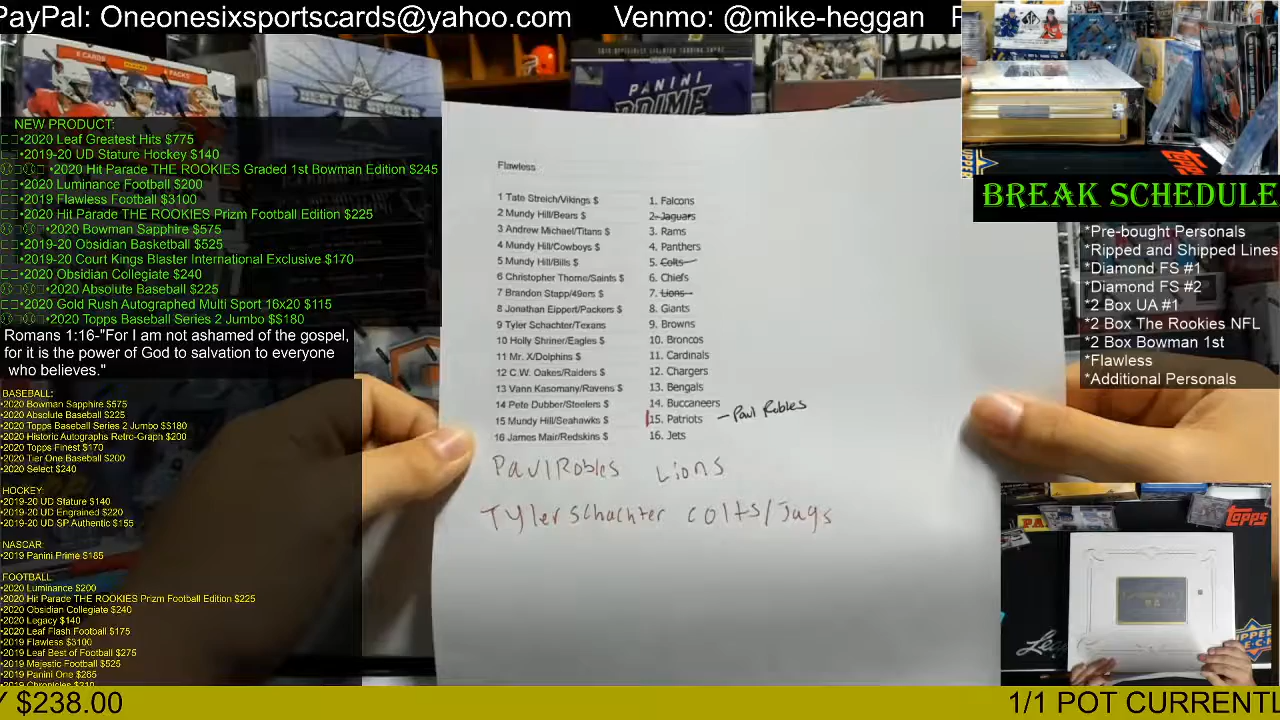 PayPal: Oneonesixsportscards@yahoo.com Venmo: @mike-heggan
NEW PRODUCT:
•2020 Leaf Greatest Hits $775
•2019-20 UD Stature Hockey $140
•2020 Hit Parade THE ROOKIES Graded 1st Bowman Edition $245
•2020 Luminance Football $200
•2019 Flawless Football $3100
•2020 Hit Parade THE ROOKIES Prizm Football Edition $225
•2020 Bowman Sapphire $575
•2019-20 Obsidian Basketball $525
•2019-20 Court Kings Blaster International Exclusive $170
•2020 Obsidian Collegiate $240
•2020 Absolute Baseball $225
•2020 Gold Rush Autographed Multi Sport 16x20 $115
•2020 Topps Baseball Series 2 Jumbo $$180
Romans 1:16-"For I am not ashamed of the gospel,
for it is the power of God to salvation to everyone
who believes."
BASEBALL:
•2020 Bowman Sapphire $575
•2020 Absolute Baseball $225
•2020 Topps Baseball Series 2 Jumbo $$180
•2020 Historic Autographs Retro-Graph $200
•2020 Topps Finest $170
•2020 Tier One Baseball $200
•2020 Select $240
HOCKEY:
•2019-20 UD Stature $140
•2019-20 UD Engrained $220
•2019-20 UD SP Authentic $155
NASCAR:
•2019 Panini Prime $185
FOOTBALL
•2020 Luminance $200
•2020 Hit Parade THE ROOKIES Prizm Football Edition $225
•2020 Obsidian Collegiate $240
•2020 Legacy $140
•2020 Leaf Flash Football $175
•2019 Flawless $3100
•2019 Leaf Best of Football $275
•2019 Majestic Football $525
•2019 Panini One $265
6 CARDS 6 PACKS
BEST OF SPORTS
PANINI
PRIME
Flawless
1 Tate Streich/Vikings $ 1. Falcons
2 Mundy Hill/Bears $ 2. Jaguars
3 Andrew Michael/Titans $ 3. Rams
4 Mundy Hill/Cowboys $ 4. Panthers
5 Mundy Hill/Bills $ 5. Colts
6 Christopher Thome/Saints $ 6. Chiefs
7 Brandon Stapp/49ers $ 7. Lions
8 Jonathan Eippert/Packers $ 8. Giants
9 Tyler Schachter/Texans 9. Browns
10 Holly Shriner/Eagles $ 10. Broncos
11 Mr. X/Dolphins $ 11. Cardinals
12 C.W. Oakes/Raiders $ 12. Chargers
13 Vann Kasomany/Ravens $ 13. Bengals
14 Pete Dubber/Steelers $ 14. Buccaneers
15 Mundy Hill/Seahawks $ 15. Patriots - Paul Robles
16 James Mair/Redskins $ 16. Jets
Paul Robles Lions
Tyler Schachter Colts/Jags
BREAK SCHEDULE
*Pre-bought Personals
*Ripped and Shipped Lines
*Diamond FS #1
*Diamond FS #2
*2 Box UA #1
*2 Box The Rookies NFL
*2 Box Bowman 1st
*Flawless
*Additional Personals
TOPPS
Leaf
Y $238.00 1/1 POT CURRENTL